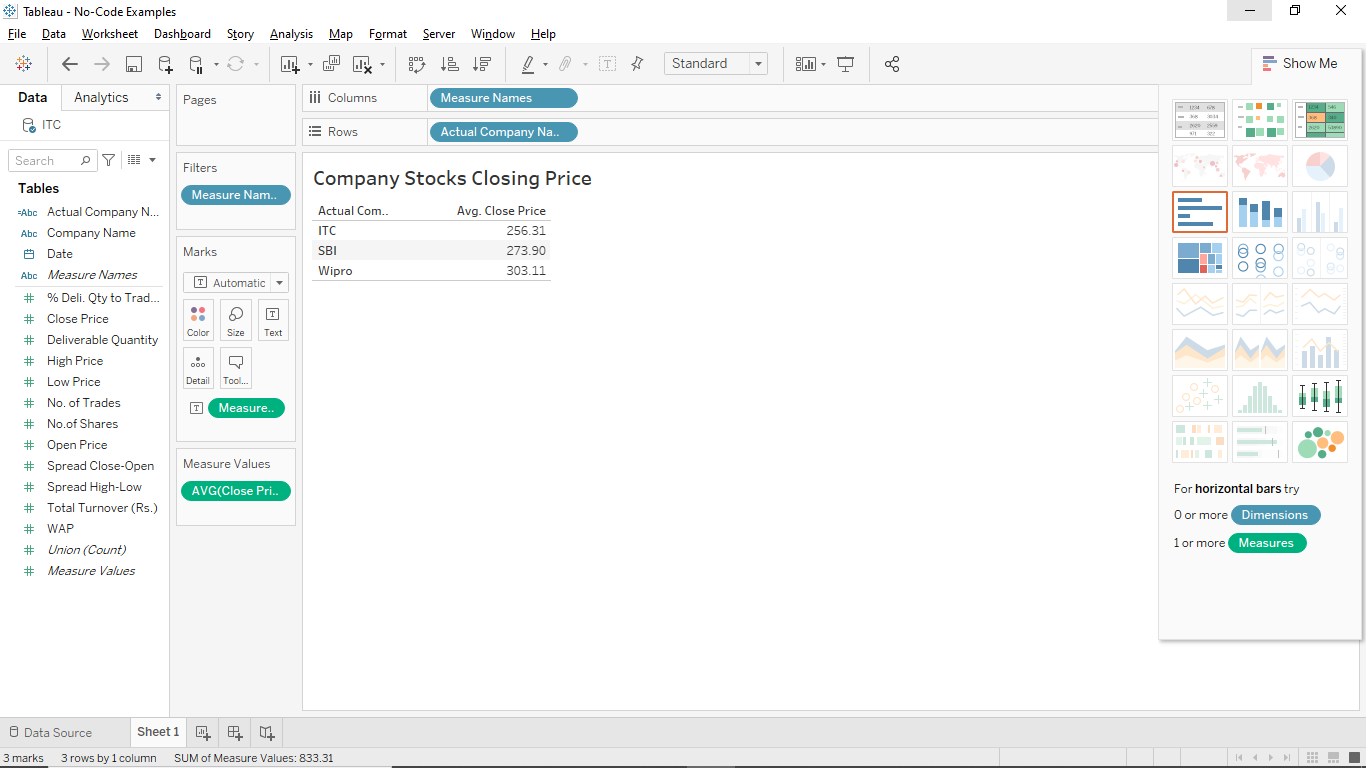 Tableau - No-Code Examples
File Data Worksheet Dashboard Story Analysis Map Format Server Window Help
Standard
Show Me
Data Analytics
ITC
Search
Tables
Actual Company N...
Company Name
Date
Measure Names
% Deli. Qty to Trad...
Close Price
Deliverable Quantity
High Price
Low Price
No. of Trades
No.of Shares
Open Price
Spread Close-Open
Spread High-Low
Total Turnover (Rs.)
WAP
Union (Count)
Measure Values
Pages
Filters
Measure Nam..
Marks
Automatic
Color Size Text
Detail Tool...
Measure..
Measure Values
AVG(Close Pri..
Columns Measure Names
Rows Actual Company Na..
Company Stocks Closing Price
Actual Com.. Avg. Close Price
ITC 256.31
SBI 273.90
Wipro 303.11
For horizontal bars try
0 or more Dimensions
1 or more Measures
Data Source Sheet 1
3 marks 3 rows by 1 column SUM of Measure Values: 833.31